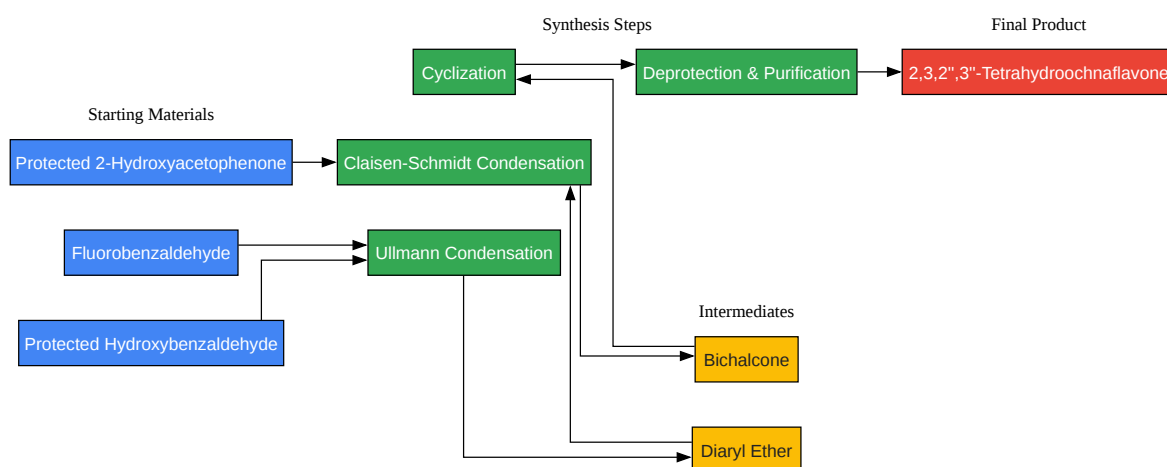 Synthesis Steps
Final Product
Cyclization
Deprotection & Purification
2,3,2",3"-Tetrahydroochnaflavone
Starting Materials
Protected 2-Hydroxyacetophenone
Claisen-Schmidt Condensation
Fluorobenzaldehyde
Ullmann Condensation
Intermediates
Protected Hydroxybenzaldehyde
Bichalcone
Diaryl Ether